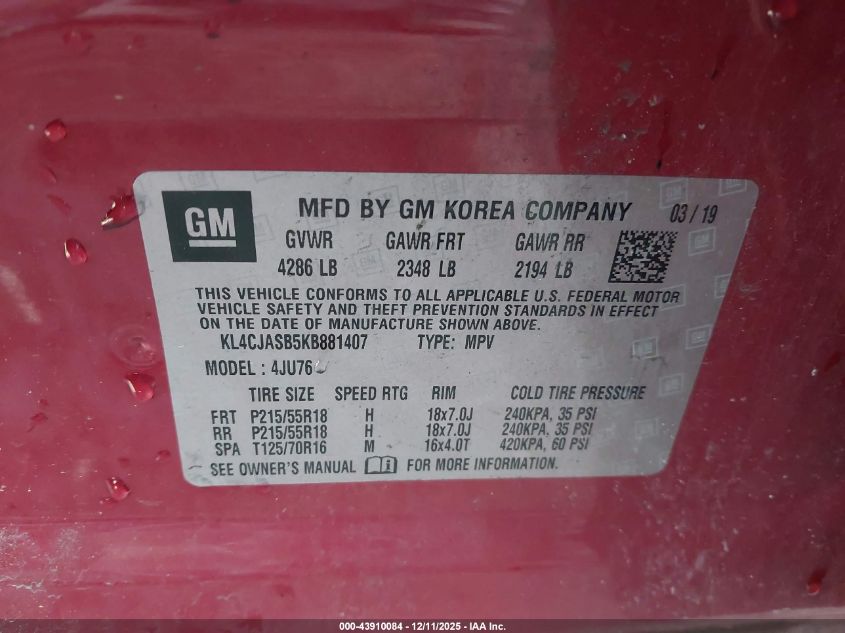 GM MFD BY GM KOREA COMPANY 03/19
GVWR GAWR FRT GAWR RR
4286 LB 2348 LB 2194 LB
THIS VEHICLE CONFORMS TO ALL APPLICABLE U.S. FEDERAL MOTOR
VEHICLE SAFETY AND THEFT PREVENTION STANDARDS IN EFFECT
ON THE DATE OF MANUFACTURE SHOWN ABOVE.
KL4CJASB5KB881407 TYPE: MPV
MODEL: 4JU76
TIRE SIZE SPEED RTG RIM COLD TIRE PRESSURE
FRT P215/55R18 H 18x7.0J 240KPA, 35 PSI
RR P215/55R18 H 18x7.0J 240KPA, 35 PSI
SPA T125/70R16 M 16x4.0T 420KPA, 60 PSI
SEE OWNER'S MANUAL FOR MORE INFORMATION.
000-43910084 - 12/11/2025 - IAA Inc.